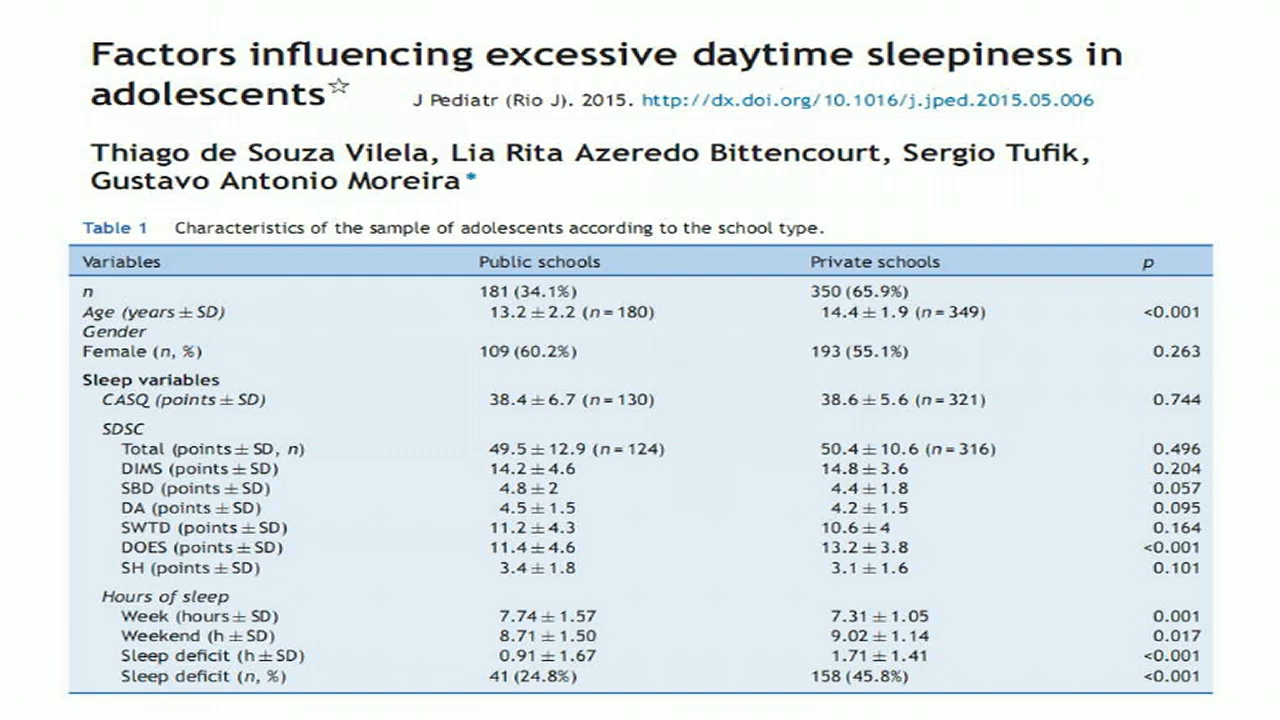 Factors influencing excessive daytime sleepiness in
adolescents☆ J Pediatr (Rio J). 2015. http://dx.doi.org/10.1016/j.jped.2015.05.006
Thiago de Souza Vilela, Lia Rita Azeredo Bittencourt, Sergio Tufik,
Gustavo Antonio Moreira*
Table 1 Characteristics of the sample of adolescents according to the school type.
Variables Public schools Private schools p
n 181 (34.1%) 350 (65.9%)
Age (years ± SD) 13.2 ± 2.2 (n = 180) 14.4 ± 1.9 (n = 349) <0.001
Gender
Female (n, %) 109 (60.2%) 193 (55.1%) 0.263
Sleep variables
CASQ (points ± SD) 38.4 ± 6.7 (n = 130) 38.6 ± 5.6 (n = 321) 0.744
SDSC
Total (points ± SD, n) 49.5 ± 12.9 (n = 124) 50.4 ± 10.6 (n = 316) 0.496
DIMS (points ± SD) 14.2 ± 4.6 14.8 ± 3.6 0.204
SBD (points ± SD) 4.8 ± 2 4.4 ± 1.8 0.057
DA (points ± SD) 4.5 ± 1.5 4.2 ± 1.5 0.095
SWTD (points ± SD) 11.2 ± 4.3 10.6 ± 4 0.164
DOES (points ± SD) 11.4 ± 4.6 13.2 ± 3.8 <0.001
SH (points ± SD) 3.4 ± 1.8 3.1 ± 1.6 0.101
Hours of sleep
Week (hours ± SD) 7.74 ± 1.57 7.31 ± 1.05 0.001
Weekend (h ± SD) 8.71 ± 1.50 9.02 ± 1.14 0.017
Sleep deficit (h ± SD) 0.91 ± 1.67 1.71 ± 1.41 <0.001
Sleep deficit (n, %) 41 (24.8%) 158 (45.8%) <0.001